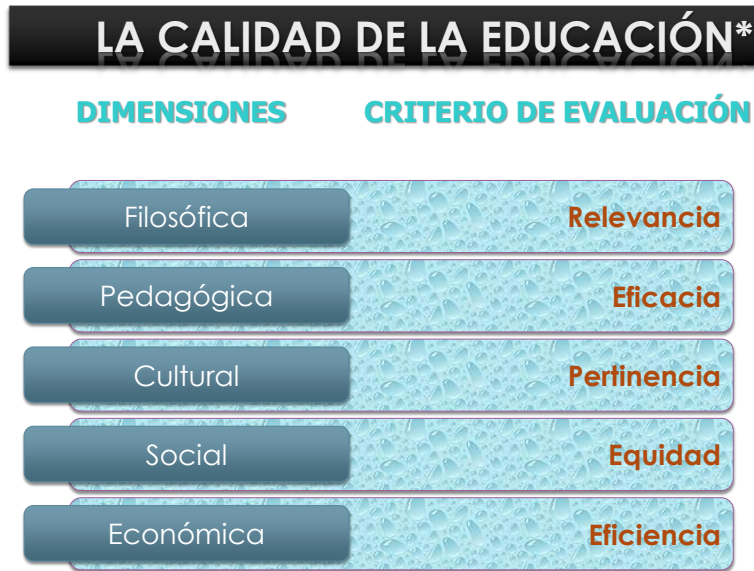 LA CALIDAD DE LA EDUCACIÓN*
DIMENSIONES CRITERIO DE EVALUACIÓN
Filosófica Relevancia
Pedagógica Eficacia
Cultural Pertinencia
Social Equidad
Económica Eficiencia